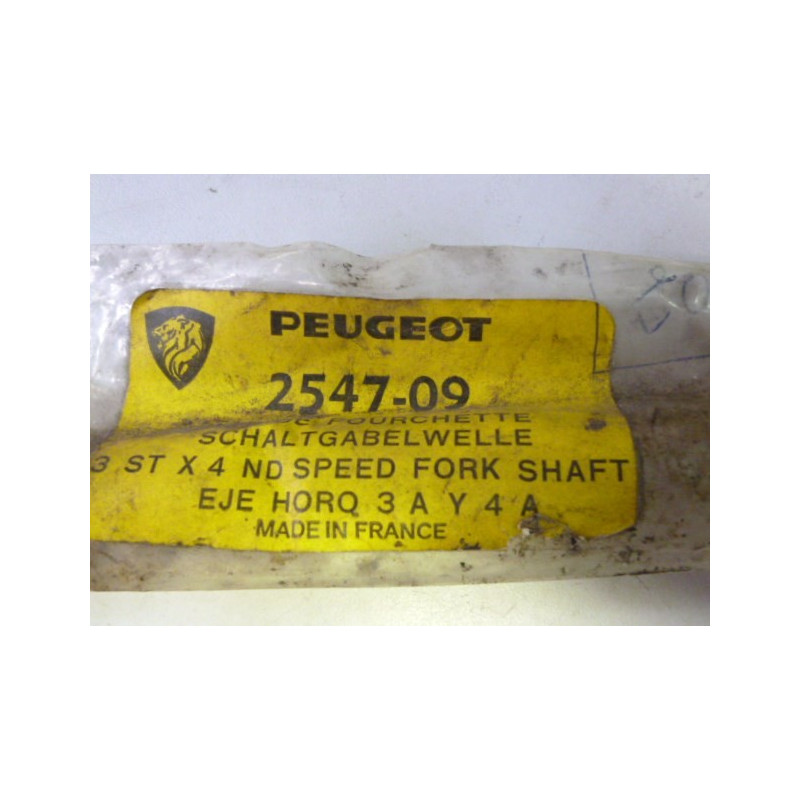 PEUGEOT
2547-09
FOURCHETTE
SCHALTGABELWELLE
3 ST X 4 ND SPEED FORK SHAFT
EJE HORQ 3 A Y 4 A
MADE IN FRANCE